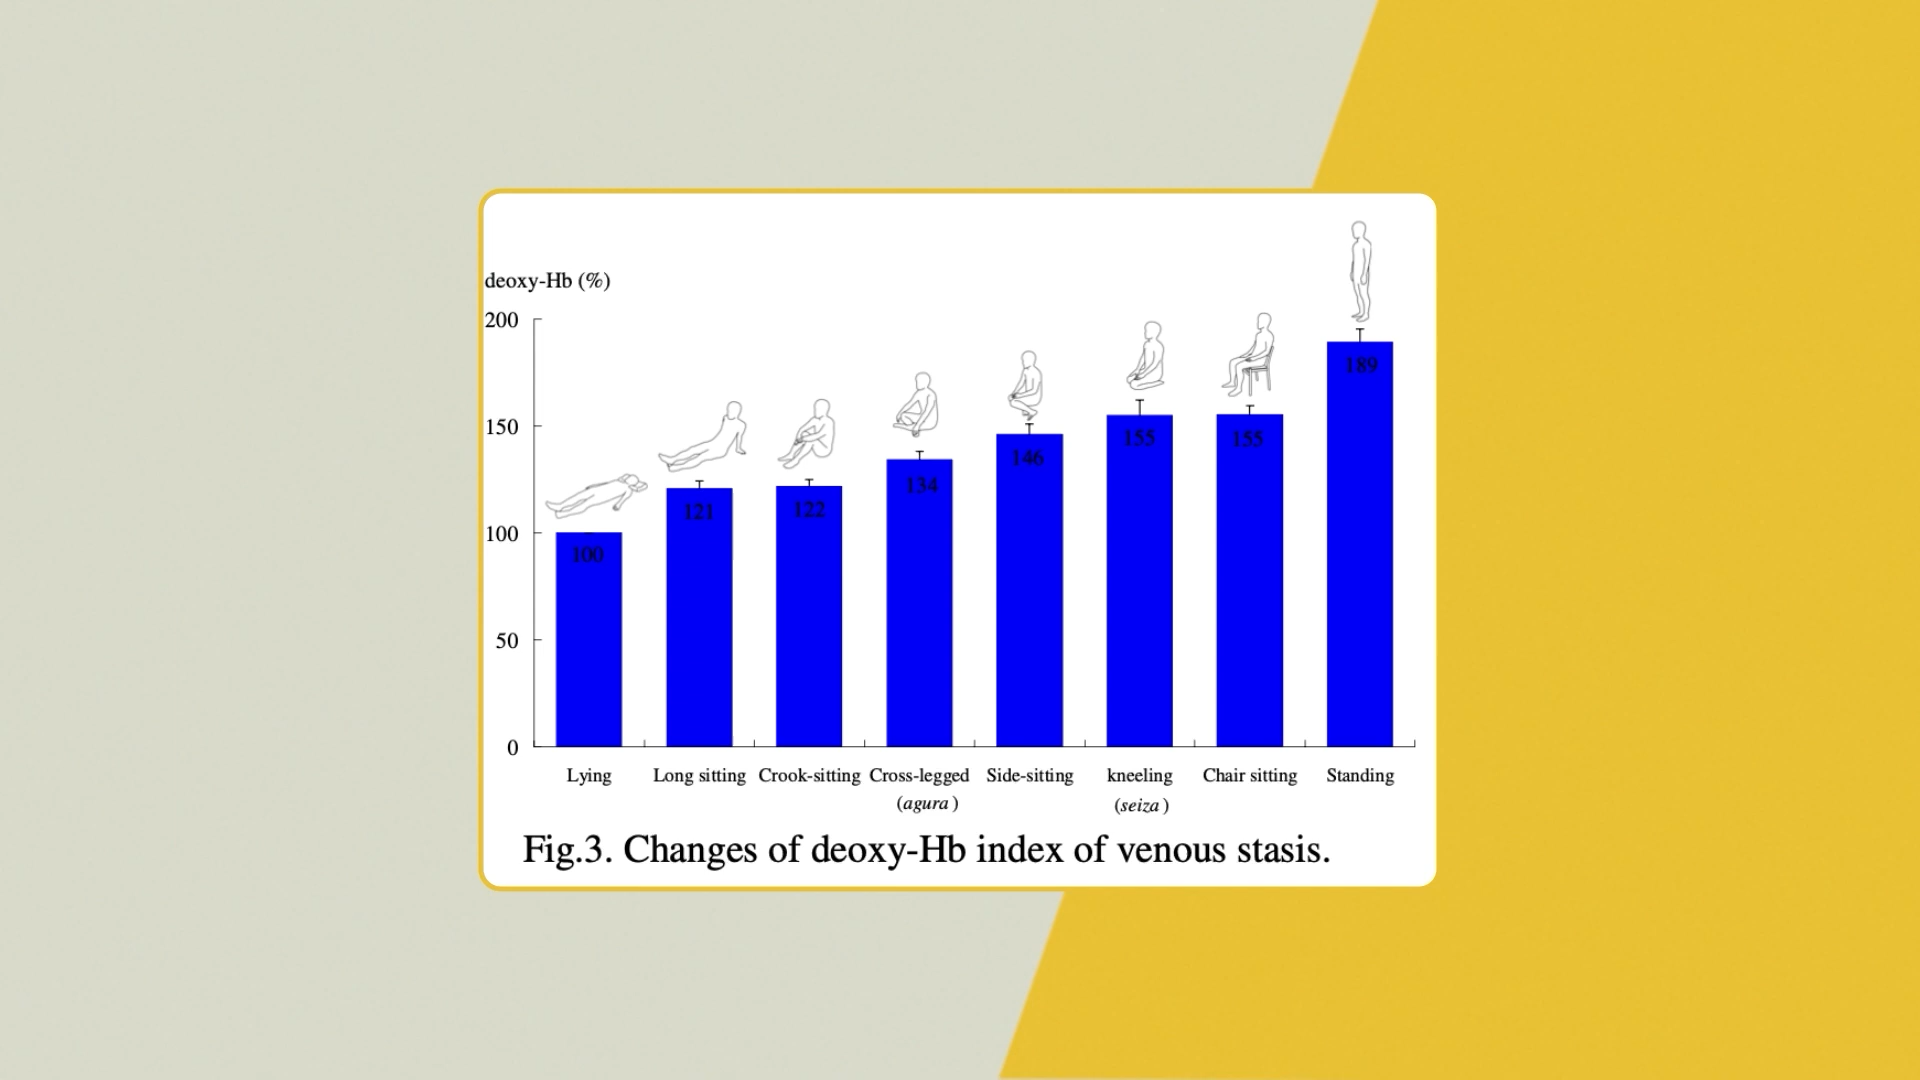 deoxy-Hb (%)
200
150
100
50
0
100
121
122
134
146
155
155
189
Lying
Long sitting
Crook-sitting
Cross-legged
(agura)
Side-sitting
kneeling
(seiza)
Chair sitting
Standing
Fig.3. Changes of deoxy-Hb index of venous stasis.